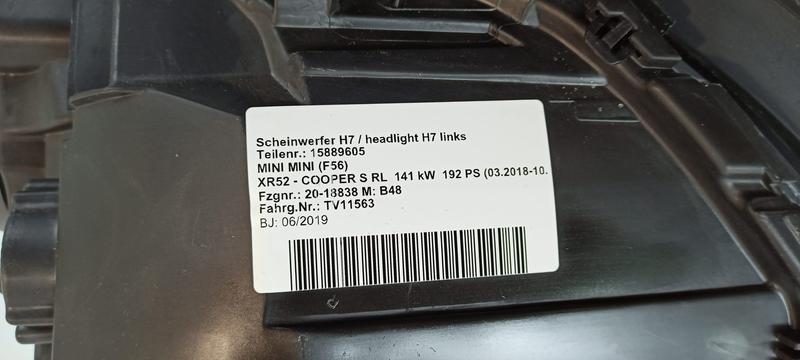 Scheinwerfer H7 / headlight H7 links
Teilenr.: 15889605
MINI MINI (F56)
XR52 - COOPER S RL 141 kW 192 PS (03.2018-10.
Fzgnr.: 20-18838 M: B48
Fahrg.Nr.: TV11563
BJ: 06/2019